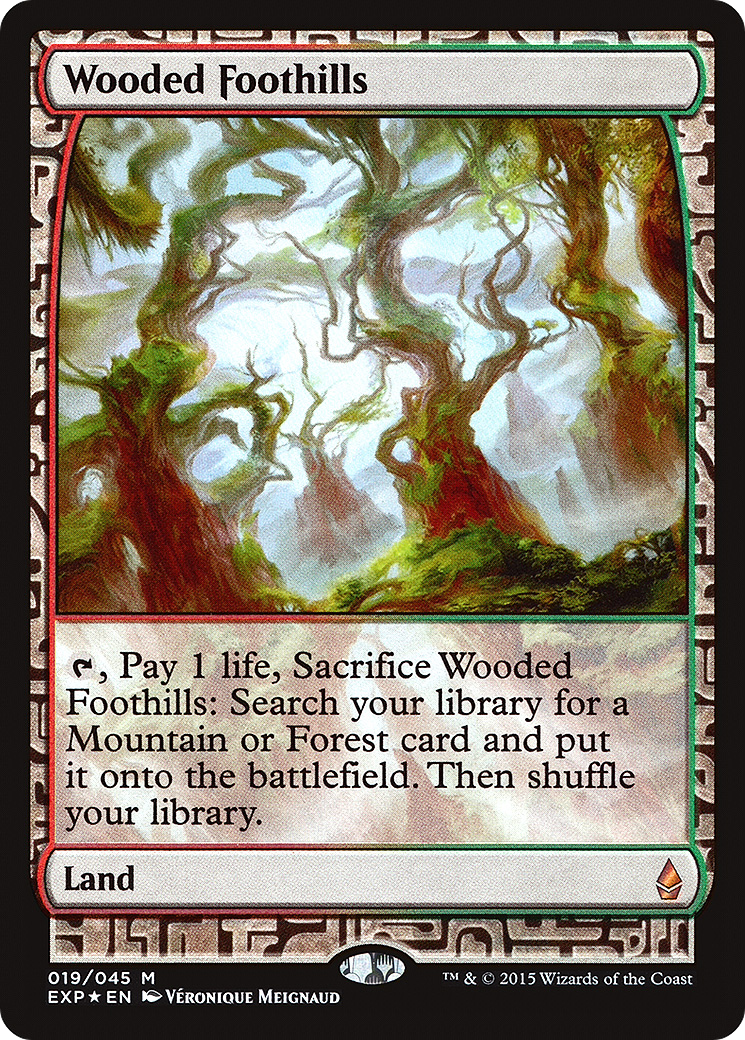 Wooded Foothills
, Pay 1 life, Sacrifice Wooded
Foothills: Search your library for a
Mountain or Forest card and put
it onto the battlefield. Then shuffle
your library.
Land
019/045 M
EXP★EN Véronique Meignaud
™ & © 2015 Wizards of the Coast